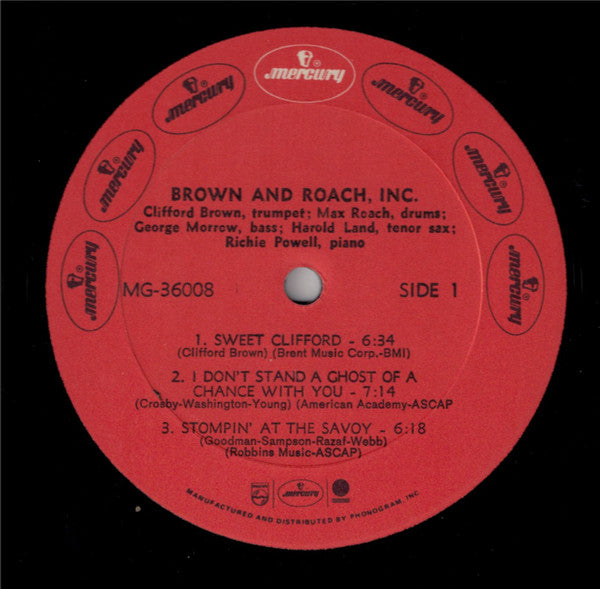 mercury
mercury
mercury
mercury
mercury
mercury
mercury
BROWN AND ROACH, INC.
Clifford Brown, trumpet; Max Roach, drums;
George Morrow, bass; Harold Land, tenor sax;
Richie Powell, piano
MG-36008
SIDE 1
1. SWEET CLIFFORD - 6:34
(Clifford Brown) (Brent Music Corp.-BMI)
2. I DON'T STAND A GHOST OF A
CHANCE WITH YOU - 7:14
(Crosby-Washington-Young) (American Academy-ASCAP
3. STOMPIN' AT THE SAVOY - 6:18
(Goodman-Sampson-Razaf-Webb)
(Robbins Music-ASCAP)
mercury
MANUFACTURED AND DISTRIBUTED BY PHONOGRAM, INC.